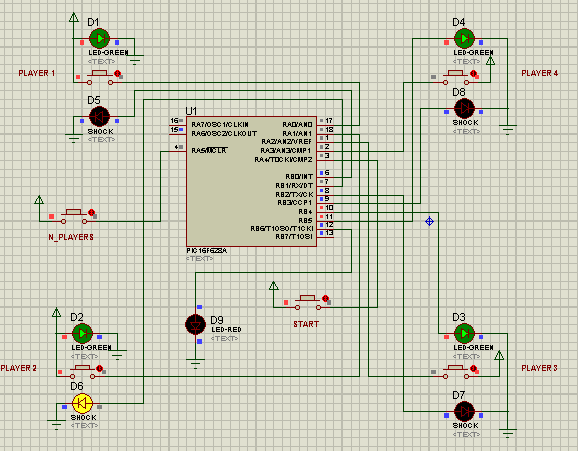 D1
LED-GREEN
<TEXT>
PLAYER 1
D5
SHOCK
<TEXT>
D4
LED-GREEN
<TEXT>
PLAYER 4
D8
SHOCK
<TEXT>
U1
16 RA7/OSC1/CLKIN RA0/AN0 17
15 RA6/OSC2/CLKOUT RA1/AN1 18
RA2/AN2/VREF 1
4 RA5/MCLR RA3/AN3/CMP1 2
RA4/T0CKI/CMP2 3
RB0/INT 6
RB1/RX/DT 7
RB2/TX/CK 8
RB3/CCP1 9
RB4 10
RB5 11
RB6/T1OSO/T1CKI 12
RB7/T1OSI 13
PIC16F628A
<TEXT>
N_PLAYERS
<TEXT>
START
D9
LED-RED
<TEXT>
D2
LED-GREEN
<TEXT>
PLAYER 2
D6
SHOCK
<TEXT>
D3
LED-GREEN
<TEXT>
PLAYER 3
D7
SHOCK
<TEXT>